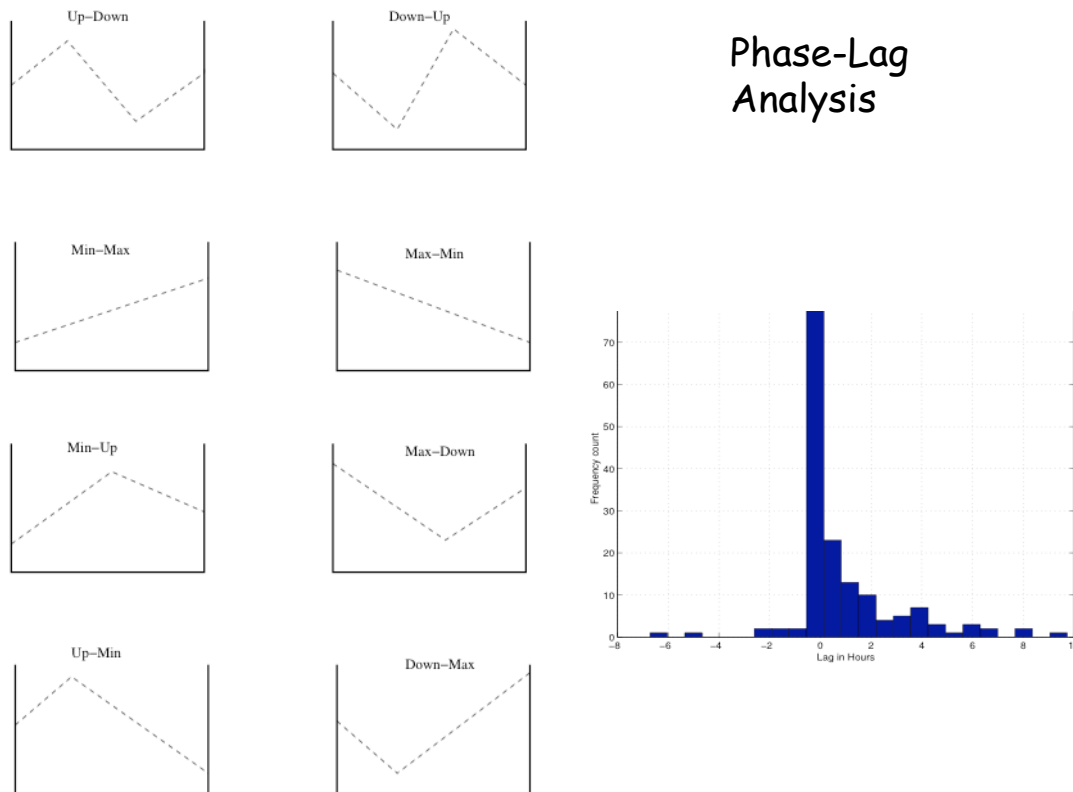 Up–Down
Down–Up
Phase-Lag
Analysis
Min–Max
Max–Min
Min–Up
Max–Down
Up–Min
Down–Max
70
60
50
40
30
20
10
0
Frequency count
−8 −6 −4 −2 0 2 4 6 8
Lag in Hours